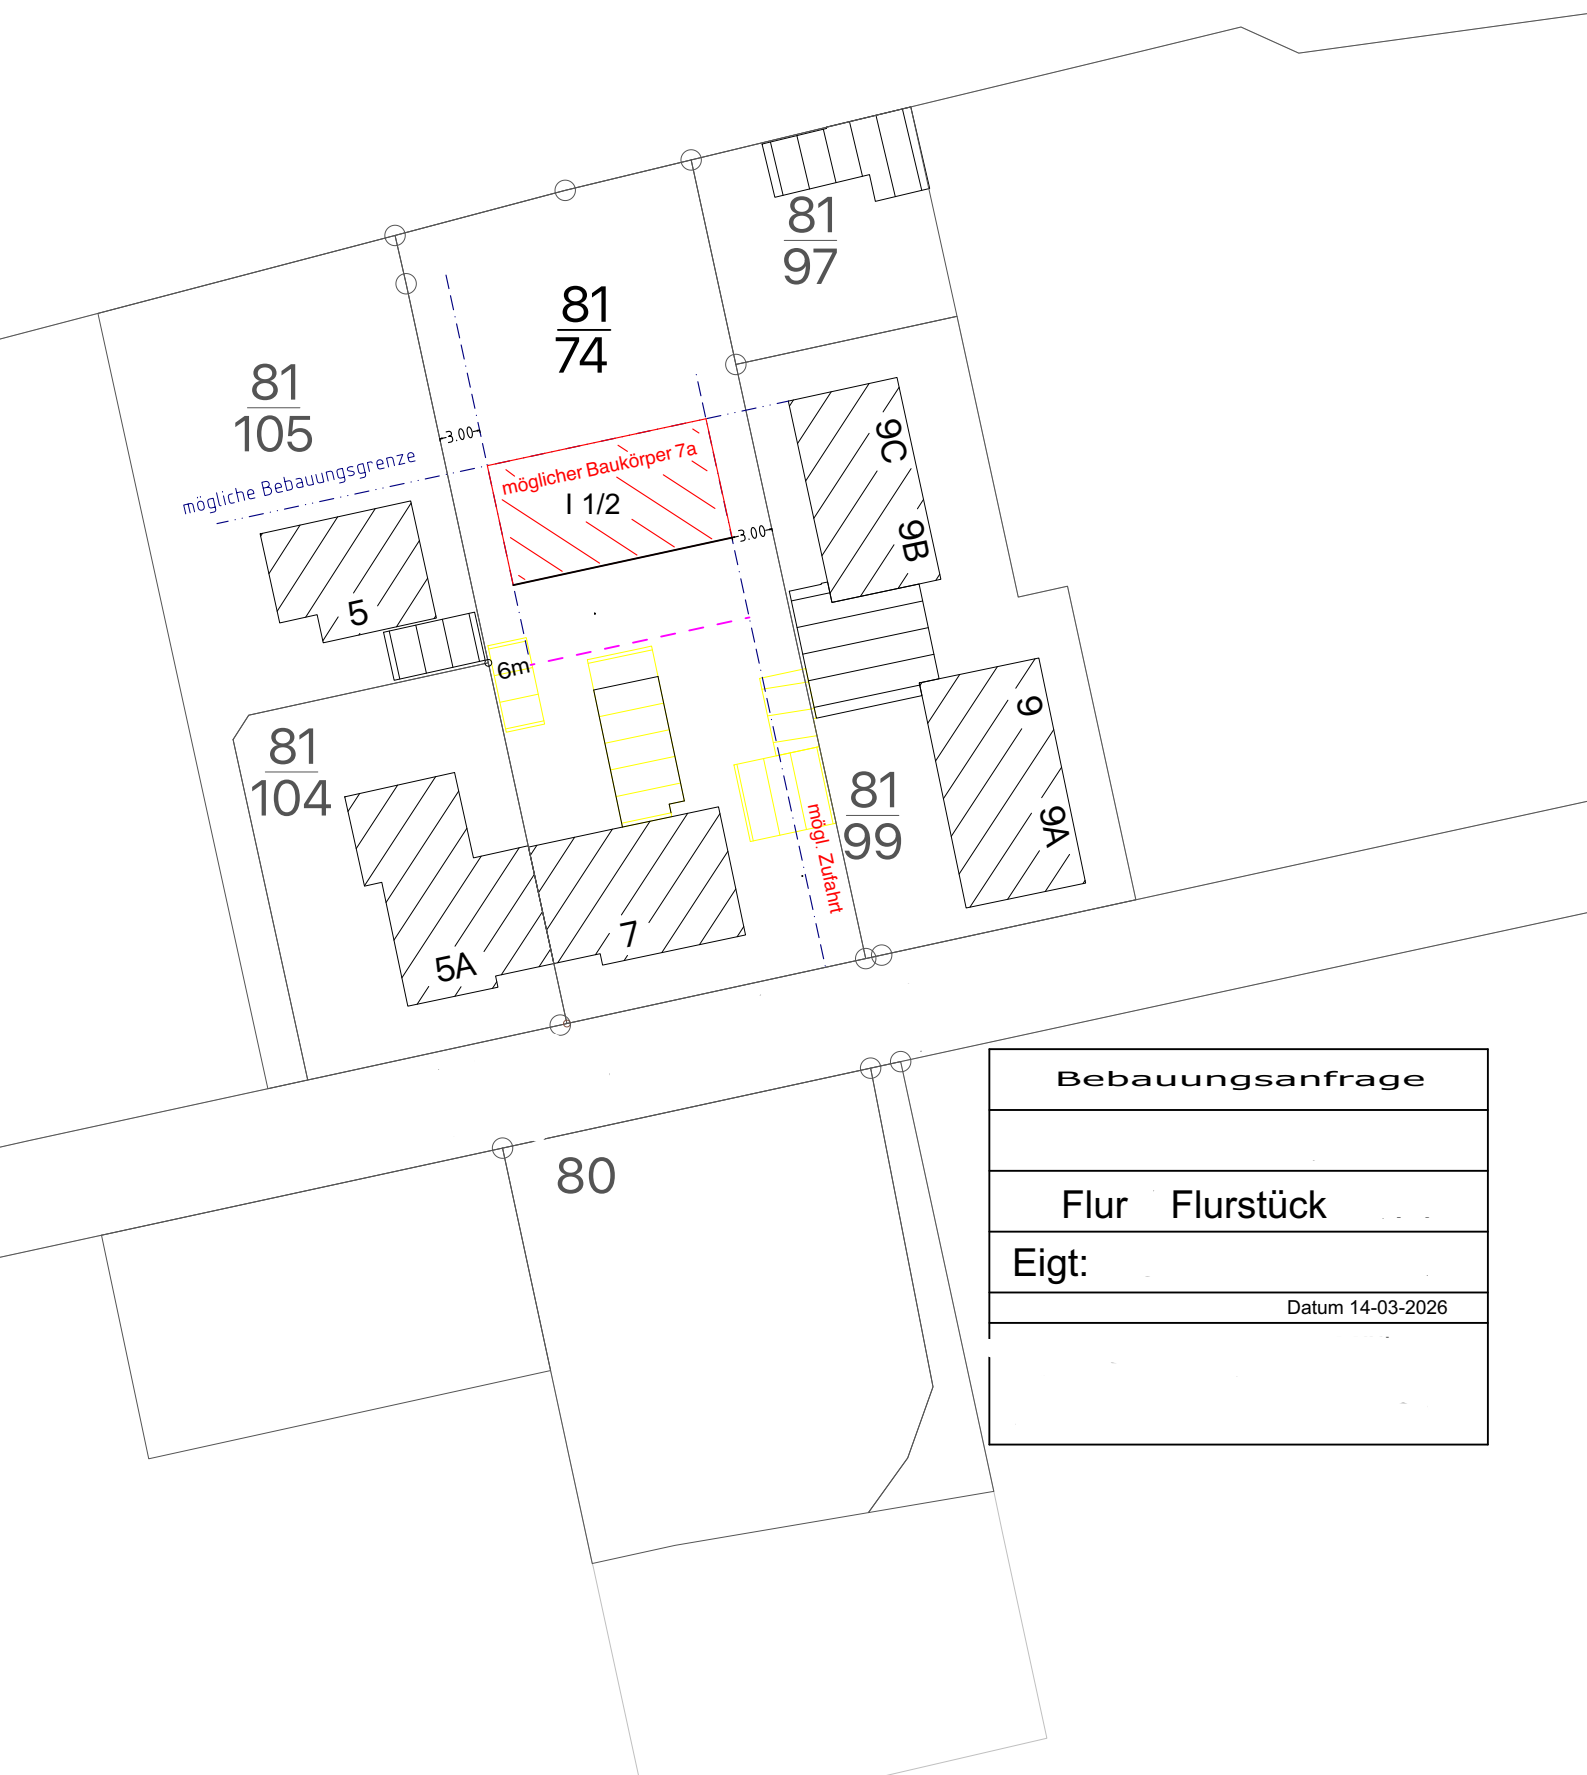 81
97
81
74
81
105
9C
3.00
möglicher Baukörper 7a
mögliche Bebauungsgrenze
I 1/2
9B
3.00
5
6m
9
81
104
81
99
mögl. Zufahrt
9A
7
5A
Bebauungsanfrage
80
Flur Flurstück
Eigt:
Datum 14-03-2026